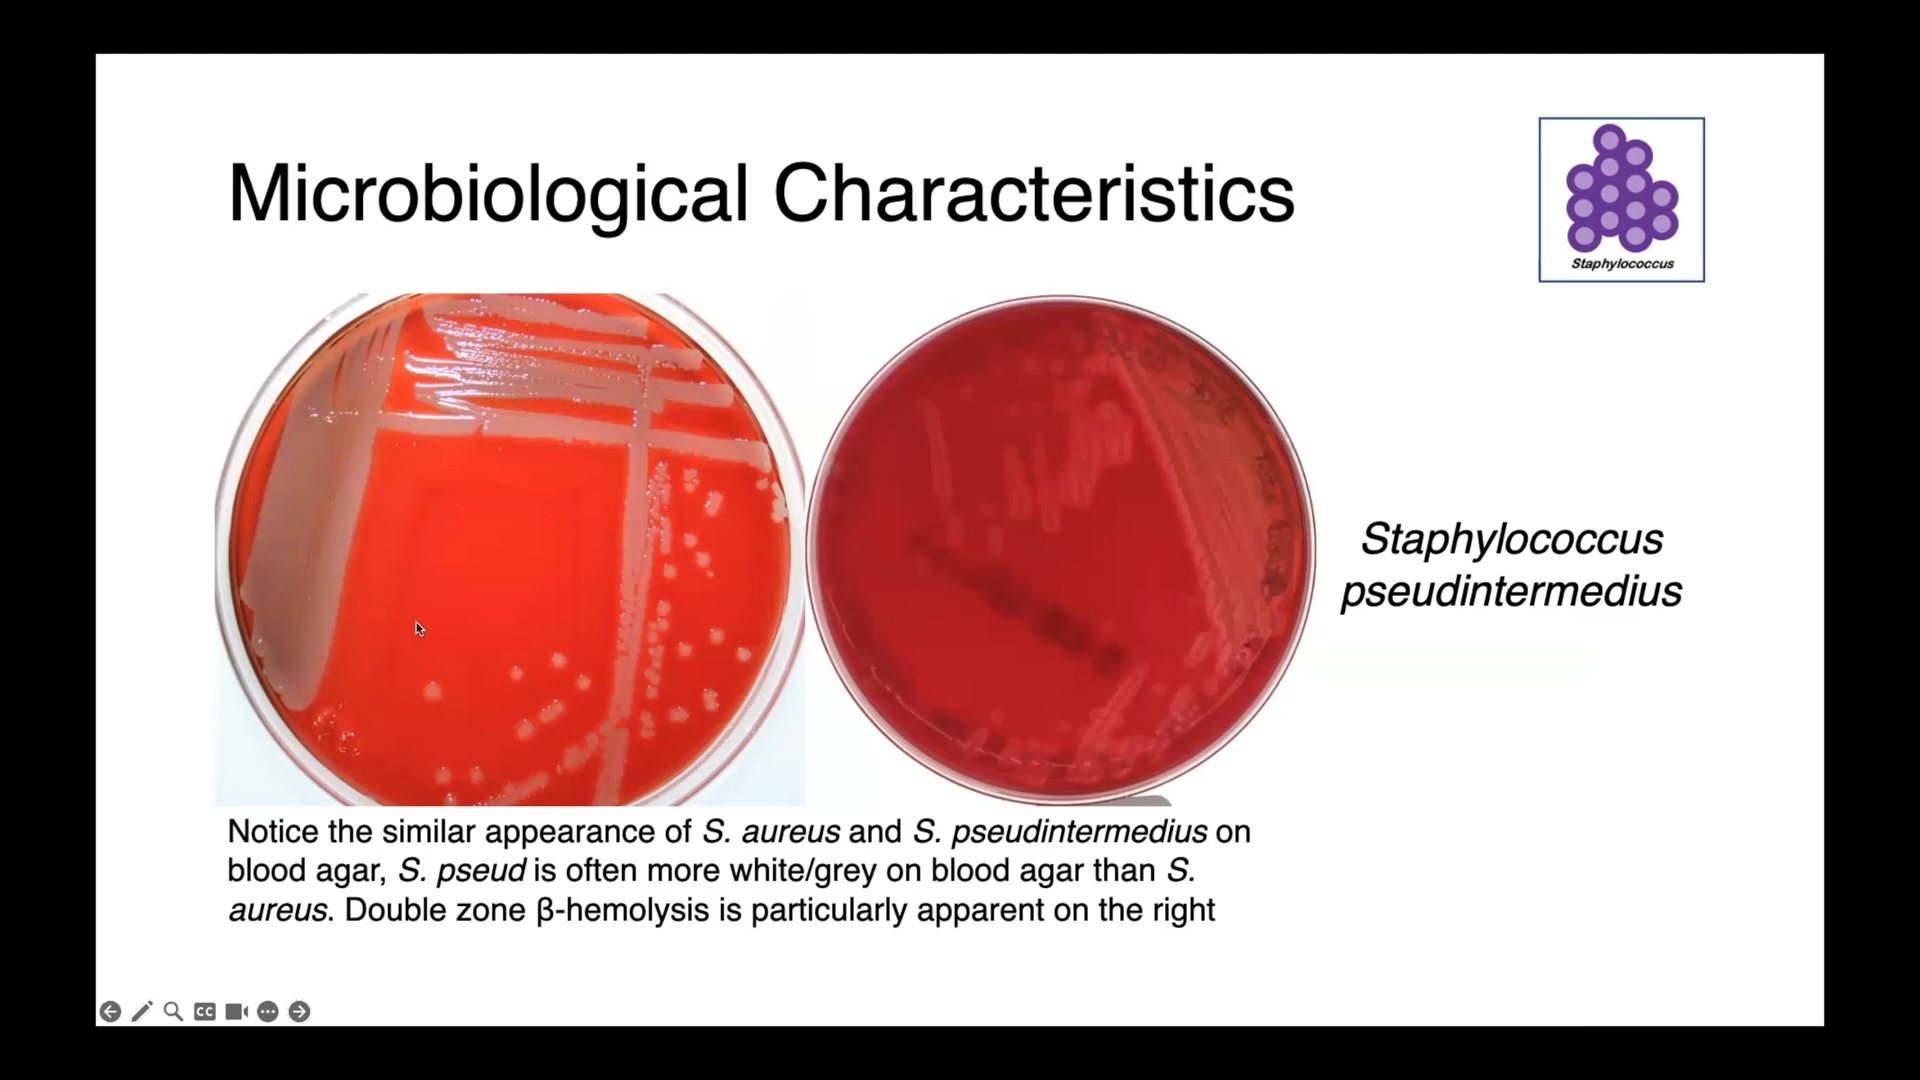 Microbiological Characteristics
Staphylococcus
Staphylococcus
pseudintermedius
Notice the similar appearance of S. aureus and S. pseudintermedius on
blood agar, S. pseud is often more white/grey on blood agar than S.
aureus. Double zone β-hemolysis is particularly apparent on the right
CC